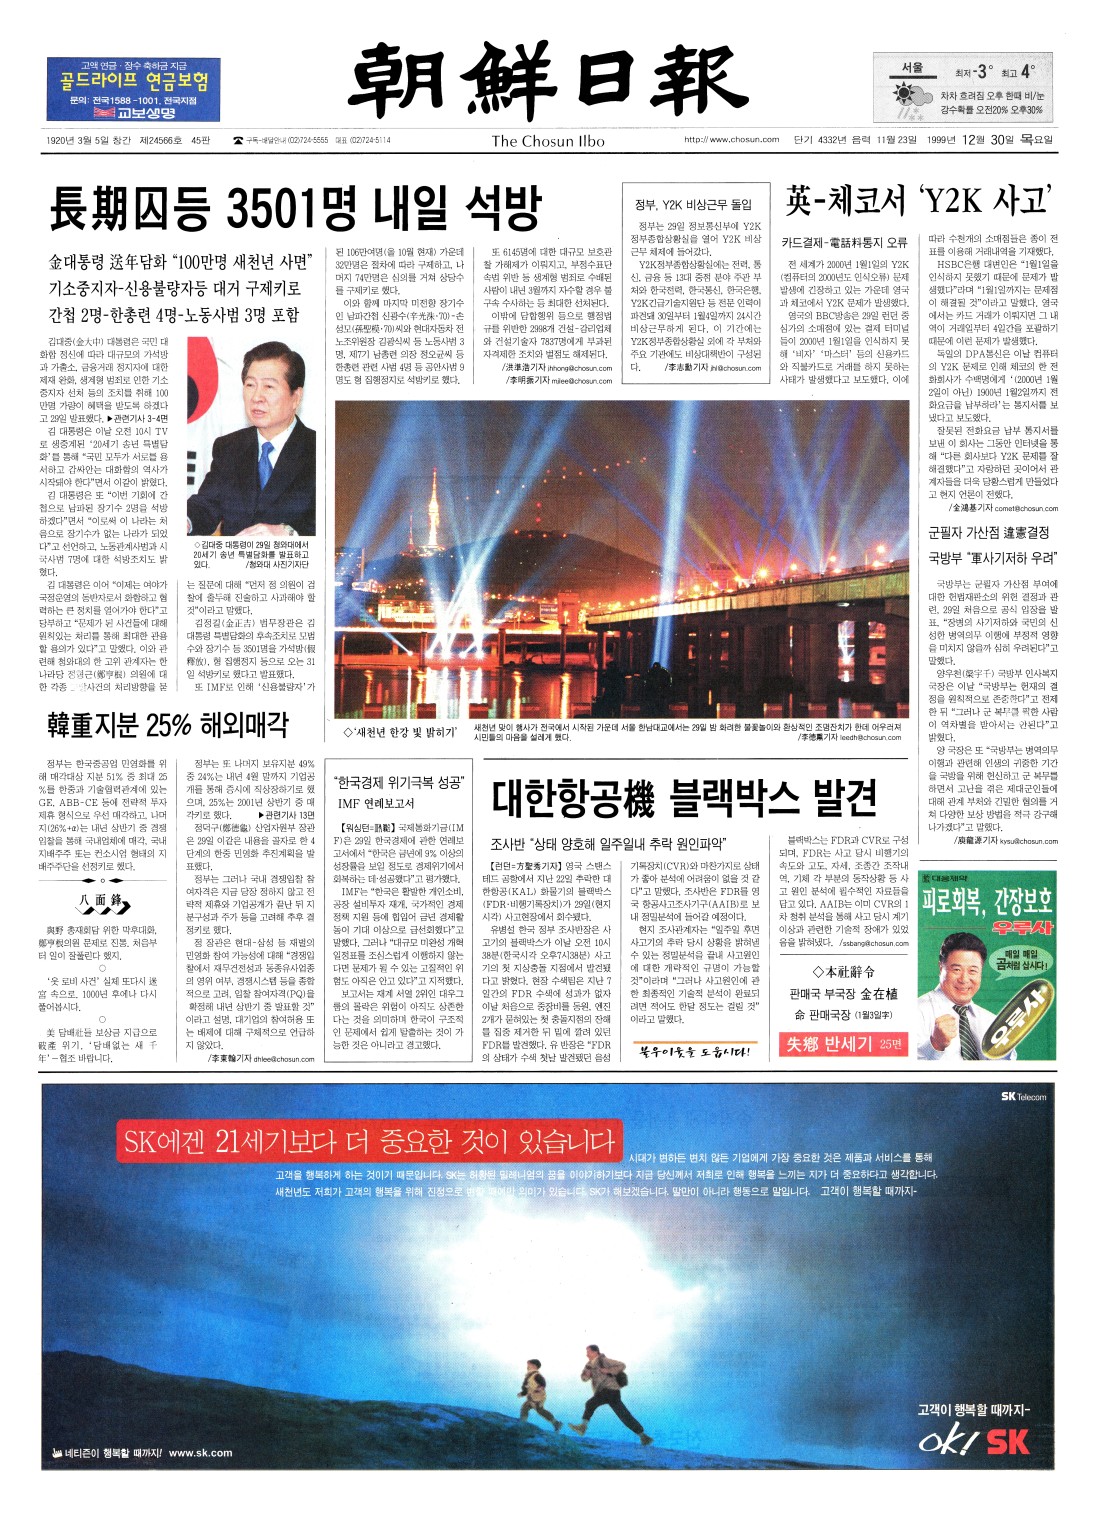 고액 연금·잠수 축하금 지급
골드라이프 연금보험
문의: 전국1588-1001, 전국지점
교보생명
朝鮮日報
서울
최저 -3° 최고 4°
차차 흐려짐 오후 한때 비/눈
강수확률 오전20% 오후30%
1920년 3월 5일 창간 제24566호 45판
구독·배달안내 (02)724-5555 대표 (02)724-5114
The Chosun Ilbo
http://www.chosun.com
단기 4332년 음력 11월 23일 1999년 12월 30일 목요일
長期囚등 3501명 내일 석방
金대통령 送年담화 “100만명 새천년 사면”
기소중지자-신용불량자등 대거 구제키로
간첩 2명-한총련 4명-노동사범 3명 포함
김대중(金大中) 대통령은 국민 대
화합 정신에 따라 대규모의 가석방
과 가출소, 금융거래 정지자에 대한
제재 완화, 생계형 범죄로 인한 기소
중지자 선처 등의 조치를 취해 100
만명 가량이 혜택을 받도록 하겠다
고 29일 발표했다. ▶관련기사 3·4면
김 대통령은 이날 오전 10시 TV
로 생중계된 ‘20세기 송년 특별담
화’를 통해 “국민 모두가 서로를 용
서하고 감싸안는 대화합의 역사가
시작돼야 한다”면서 이같이 밝혔다.
김 대통령은 또 “이번 기회에 간
첩으로 남파된 장기수 2명을 석방
하겠다”면서 “이로써 이 나라는 처
음으로 장기수가 없는 나라가 되었
다”고 선언하고, 노동관계사범과 시
국사범 7명에 대한 석방조치도 밝
혔다.
김 대통령은 이어 “이제는 여야가
국정운영의 동반자로서 화합하고 협
력하는 큰 정치를 열어가야 한다”고
당부하고 “문제가 된 사건들에 대해
원칙있는 처리를 통해 최대한 관용
할 용의가 있다”고 말했다. 이와 관
련해 청와대의 한 고위 관계자는 한
나라당 정형근(鄭亨根) 의원에 대
한 각종 사건의 처리방향을 묻
◇김대중 대통령이 29일 청와대에서
20세기 송년 특별담화를 발표하고
있다. /청와대 사진기자단
는 질문에 대해 “먼저 정 의원이 검
찰에 출두해 진술하고 사과해야 할
것”이라고 말했다.
김정길(金正吉) 법무장관은 김
대통령 특별담화의 후속조치로 모범
수와 장기수 등 3501명을 가석방(假
釋放), 형 집행정지 등으로 오는 31
일 석방키로 했다고 발표했다.
또 IMF로 인해 ‘신용불량자’가
된 106만여명(올 10월 현재) 가운데
32만명은 절차에 따라 구제하고, 나
머지 74만명은 심의를 거쳐 상당수
를 구제키로 했다.
이와 함께 마지막 미전향 장기수
인 남파간첩 신광수(辛光洙·70)·손
성모(孫聖模·70)씨와 현대자동차 전
노조위원장 김광식씨 등 노동사범 3
명, 제7기 남총련 의장 정오균씨 등
한총련 관련 사범 4명 등 공안사범 9
명도 형 집행정지로 석방키로 했다.
또 6145명에 대한 대규모 보호관
찰 가해제가 이뤄지고, 부정수표단
속법 위반 등 생계형 범죄로 수배된
사람이 내년 3월까지 자수할 경우 불
구속 수사하는 등 최대한 선처된다.
이밖에 담합행위 등으로 행정법
규를 위반한 2998개 건설·감리업체
와 건설기술자 7837명에게 부과된
자격제한 조치와 벌점도 해제된다.
/洪準浩기자 jhhong@chosun.com
/李明振기자 mjlee@chosun.com
정부, Y2K 비상근무 돌입
정부는 29일 정보통신부에 Y2K
정부종합상황실을 열어 Y2K 비상
근무 체제에 들어갔다.
Y2K정부종합상황실에는 전력, 통
신, 금융 등 13대 중점 분야 주관 부
처와 한국전력, 한국통신, 한국은행,
Y2K긴급기술지원단 등 전문 인력이
파견돼 30일부터 1월4일까지 24시간
비상근무하게 된다. 이 기간에는
Y2K정부종합상황실 외에 각 부처와
주요 기관에도 비상대책반이 구성된
다. /李志勳기자 jhl@chosun.com
英-체코서 ‘Y2K 사고’
카드결제-電話料통지 오류
전 세계가 2000년 1월1일의 Y2K
(컴퓨터의 2000년도 인식오류) 문제
발생에 긴장하고 있는 가운데 영국
과 체코에서 Y2K 문제가 발생했다.
영국의 BBC방송은 29일 런던 중
심가의 소매점에 있는 결제 터미널
들이 2000년 1월1일을 인식하지 못
해 ‘비자’ ‘마스터’ 등의 신용카드
와 직불카드로 거래를 하지 못하는
사태가 발생했다고 보도했다. 이에
따라 수천개의 소매점들은 종이 전
표를 이용해 거래내역을 기재했다.
HSBC은행 대변인은 “1월1일을
인식하지 못했기 때문에 문제가 발
생했다”라며 “1월1일까지는 문제점
이 해결될 것”이라고 말했다. 영국
에서는 카드 거래가 이뤄지면 그 내
역이 거래일부터 4일간을 포괄하기
때문에 이런 문제가 발생했다.
독일의 DPA통신은 이날 컴퓨터
의 Y2K 문제로 인해 체코의 한 전
화회사가 수백명에게 ‘(2000년 1월
2일이 아닌) 1900년 1월2일까지 전
화요금을 납부하라’는 통지서를 보
냈다고 보도했다.
잘못된 전화요금 납부 통지서를
보낸 이 회사는 그동안 인터넷을 통
해 “다른 회사보다 Y2K 문제를 잘
해결했다”고 자랑하던 곳이어서 관
계자들을 더욱 당황스럽게 만들었다
고 현지 언론이 전했다.
/金鴻基기자 comet@chosun.com
군필자 가산점 違憲결정
국방부 “軍사기저하 우려”
국방부는 군필자 가산점 부여에
대한 헌법재판소의 위헌 결정과 관
련, 29일 처음으로 공식 입장을 발
표, “장병의 사기저하와 국민의 신
성한 병역의무 이행에 부정적 영향
을 미치지 않을까 심히 우려된다”고
말했다.
양우천(梁宇千) 국방부 인사복지
국장은 이날 “국방부는 헌재의 결
정을 원칙적으로 존중한다”고 전제
한 뒤 “그러나 군 복무를 필한 사람
이 역차별을 받아서는 안된다”고
밝혔다.
양 국장은 또 “국방부는 병역의무
이행과 관련해 인생의 귀중한 기간
을 국방을 위해 헌신하고 군 복무를
하면서 고난을 겪은 제대군인들에
대해 관계 부처와 긴밀한 협의를 거
쳐 다양한 보상 방법을 적극 강구해
나가겠다”고 말했다.
/庾龍源기자 kysu@chosun.com
◇‘새천년 한강 빛 밝히기’
새천년 맞이 행사가 전국에서 시작된 가운데 서울 한남대교에서는 29일 밤 화려한 불꽃놀이와 환상적인 조명잔치가 한데 어우러져
시민들의 마음을 설레게 했다. /李德薰기자 leedh@chosun.com
韓重지분 25% 해외매각
정부는 한국중공업 민영화를 위
해 매각대상 지분 51% 중 최대 25
%를 한중과 기술협력관계에 있는
GE, ABB-CE 등에 전략적 투자
제휴 형식으로 우선 매각하고, 나머
지(26%+α)는 내년 상반기 중 경쟁
입찰을 통해 국내업체에 매각, 국내
지배주주 또는 컨소시엄 형태의 지
배주주단을 선정키로 했다.
정부는 또 나머지 보유지분 49%
중 24%는 내년 4월 말까지 기업공
개를 통해 증시에 직상장하기로 했
으며, 25%는 2001년 상반기 중 매
각키로 했다. ▶관련기사 13면
정덕구(鄭德龜) 산업자원부 장관
은 29일 이같은 내용을 골자로 한 4
단계의 한중 민영화 추진계획을 발
표했다.
정부는 그러나 국내 경쟁입찰 참
여자격은 지금 당장 정하지 않고 전
략적 제휴와 기업공개가 끝난 뒤 지
분구성과 주가 등을 고려해 추후 결
정키로 했다.
정 장관은 현대·삼성 등 재벌의
민영화 참여 가능성에 대해 “경쟁입
찰에서 재무건전성과 동종유사업종
의 영위 여부, 경쟁시스템 등을 종합
적으로 고려, 입찰 참여자격(PQ)을
확정해 내년 상반기 중 발표할 것”
이라고 설명, 대기업의 참여허용 또
는 배제에 대해 구체적으로 언급하
지 않았다. /李東輪기자 dhlee@chosun.com
八面鋒
與野 총재회담 위한 막후대화,
鄭亨根의원 문제로 진통. 처음부
터 일이 잘풀린다 했지.
○
‘옷 로비 사건’ 실체 또다시 迷
宮 속으로. 1000년 후에나 다시
풀어봅시다.
○
美 담배社들 보상금 지급으로
破產 위기. ‘담배없는 새 千
年’-협조 바랍니다.
“한국경제 위기극복 성공”
IMF 연례보고서
국제통화기금(IM
F)은 29일 한국경제에 관한 연례보
고서에서 “한국은 금년에 9% 이상의
성장률을 보일 정도로 경제위기에서
회복하는 데 성공했다”고 평가했다.
IMF는 “한국은 활발한 개인소비,
공장 설비투자 재개, 국가적인 경제
정책 지원 등에 힘입어 금년 경제활
동이 기대 이상으로 급선회했다”고
말했다. 그러나 “대규모 미완성 개혁
일정표를 조심스럽게 이행하지 않는
다면 문제가 될 수 있는 고질적인 위
험도 아직은 안고 있다”고 지적했다.
보고서는 재계 서열 2위인 대우그
룹의 몰락은 위험이 아직도 상존한
다는 것을 의미하며 한국이 구조적
인 문제에서 쉽게 탈출하는 것이 가
능한 것은 아니라고 경고했다.
대한항공機 블랙박스 발견
조사반 “상태 양호해 일주일내 추락 원인파악”
【런던=方聖秀기자】 영국 스탠스
테드 공항에서 지난 22일 추락한 대
한항공(KAL) 화물기의 블랙박스
(FDR·비행기록장치)가 29일(현지
시각) 사고현장에서 회수됐다.
유병설 한국 정부 조사반장은 사
고기의 블랙박스가 이날 오전 10시
38분(한국시각 오후7시38분) 사고
기의 첫 지상충돌 지점에서 발견됐
다고 밝혔다. 현장 수색팀은 지난 7
일간의 FDR 수색에 성과가 없자
이날 처음으로 중장비를 동원, 엔진
2개가 묻혀있는 첫 충돌지점의 잔해
를 집중 제거한 뒤 밑에 깔려 있던
FDR를 발견했다. 유 반장은 “FDR
의 상태가 수색 첫날 발견됐던 음성
기록장치(CVR)와 마찬가지로 상태
가 좋아 분석에 어려움이 없을 것 같
다”고 말했다. 조사반은 FDR를 영
국 항공사고조사기구(AAIB)로 보
내 정밀분석에 들어갈 예정이다.
현지 조사관계자는 “일주일 후면
사고기의 추락 당시 상황을 밝혀낼
수 있는 정밀분석을 끝내 사고원인
에 대한 개략적인 규명이 가능할
것”이라며 “그러나 사고원인에 관
한 최종적인 기술적 분석이 완료되
려면 적어도 한달 정도는 걸릴 것”
이라고 말했다.
불우이웃을 도웁시다!
블랙박스는 FDR과 CVR로 구성
되며, FDR는 사고 당시 비행기의
속도와 고도, 자세, 조종간 조작내
역, 기체 각 부분의 동작상황 등 사
고 원인 분석에 필수적인 자료들을
담고 있다. AAIB는 이미 CVR의 1
차 청취 분석을 통해 사고 당시 계기
이상과 관련한 기술적 장애가 있었
음을 밝혀냈다. /ssbang@chosun.com
◇本社辭令
판매국 부국장 金在植
命 판매국장 (1월3일字)
失鄕 반세기 25면
대웅제약
피로회복, 간장보호
우루사
매일 매일
곰처럼 삽시다!
우루사
SK Telecom
SK에겐 21세기보다 더 중요한 것이 있습니다
시대가 변하든 변치 않든 기업에게 가장 중요한 것은 제품과 서비스를 통해
고객을 행복하게 하는 것이기 때문입니다. SK는 허황된 밀레니엄의 꿈을 이야기하기보다 지금 당신께서 저희로 인해 행복을 느끼는 지가 더 중요하다고 생각합니다.
새천년도 저희가 고객의 행복을 위해 진정으로 변할 때에만 의미가 있습니다. SK가 해보겠습니다. 말만이 아니라 행동으로 말입니다. 고객이 행복할 때까지-
고객이 행복할 때까지-
OK! SK
네티즌이 행복할 때까지! www.sk.com